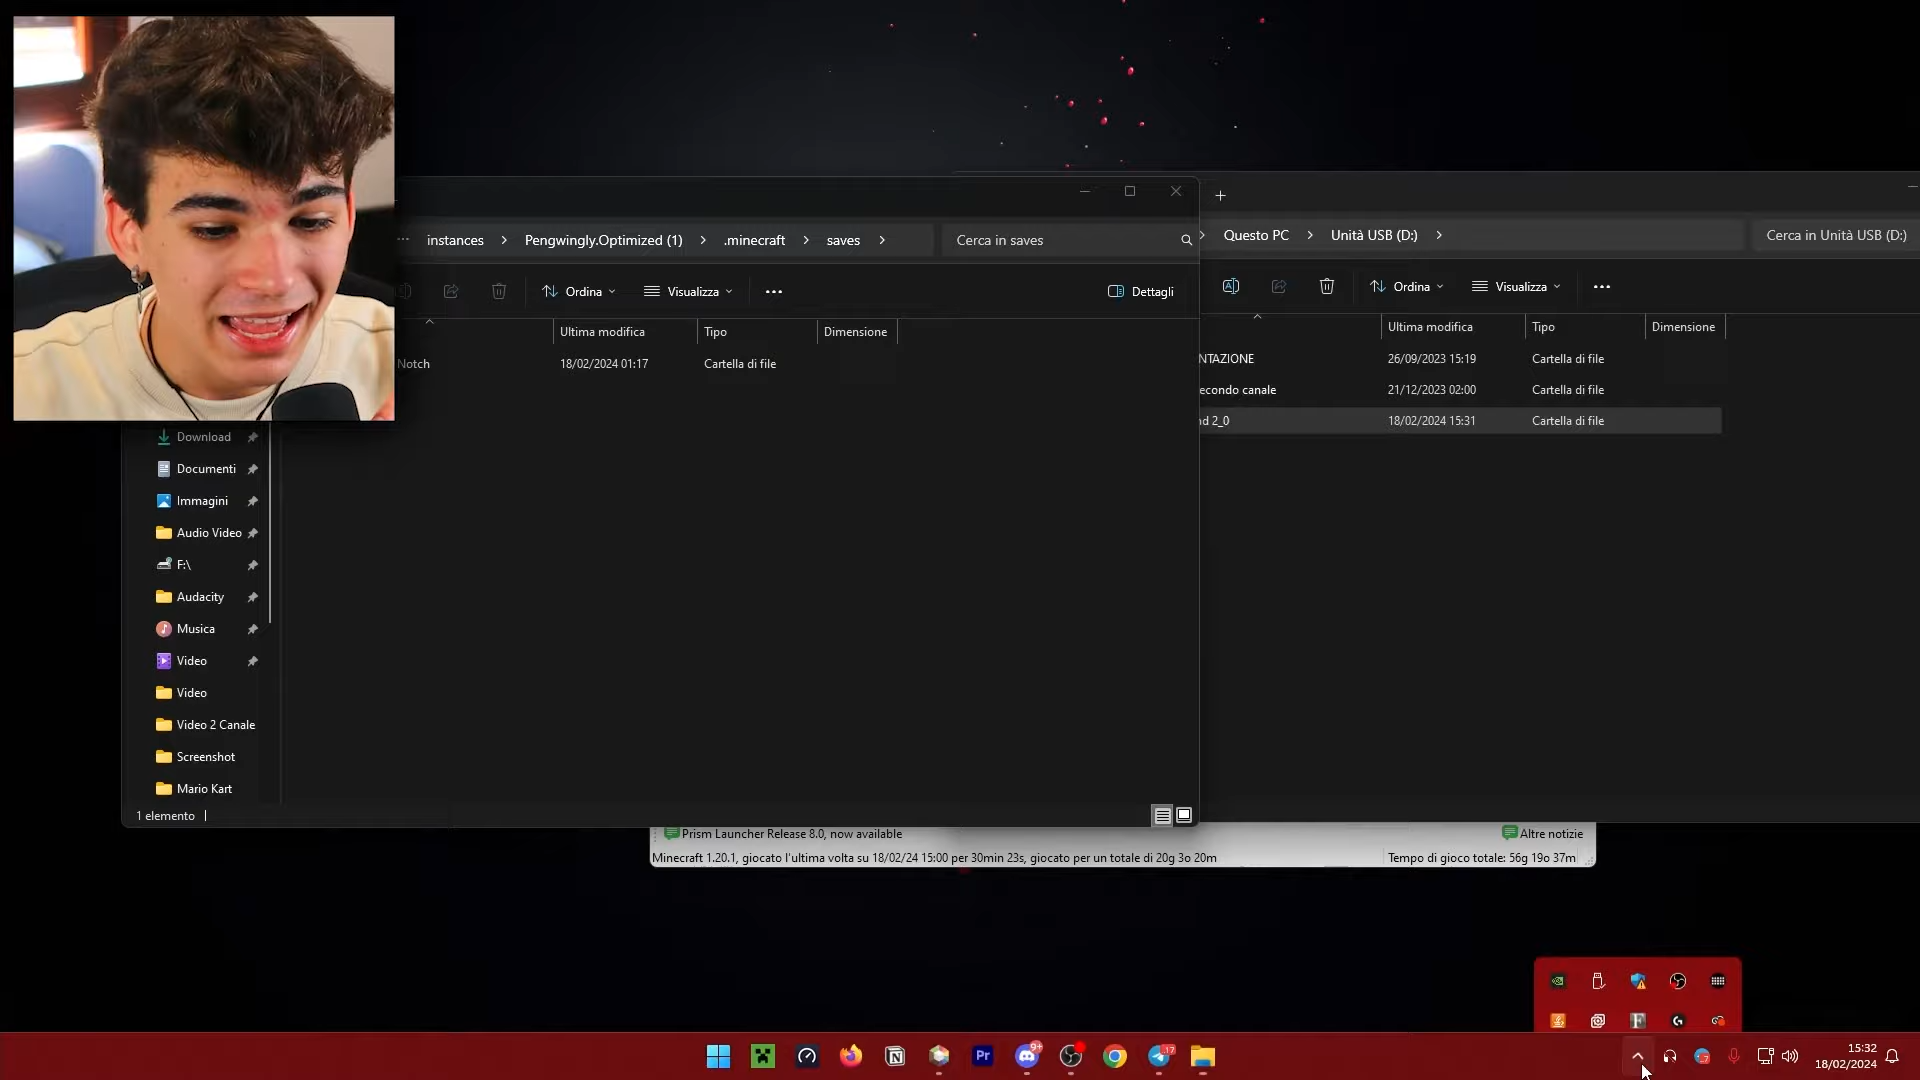 instances > Pengwingly.Optimized (1) > .minecraft > saves >
Cerca in saves
Ordina
Visualizza
Dettagli
Ultima modifica
Tipo
Dimensione
Notch
18/02/2024 01:17
Cartella di file
Download
Documenti
Immagini
Audio Video
F:\
Audacity
Musica
Video
Video
Video 2 Canale
Screenshot
Mario Kart
1 elemento
Questo PC > Unità USB (D:) >
Cerca in Unità USB (D:)
Ordina
Visualizza
Ultima modifica
Tipo
Dimensione
NTAZIONE
26/09/2023 15:19
Cartella di file
econdo canale
21/12/2023 02:00
Cartella di file
nd 2_0
18/02/2024 15:31
Cartella di file
Prism Launcher Release 8.0, now available
Altre notizie
Minecraft 1.20.1, giocato l'ultima volta su 18/02/24 15:00 per 30min 23s, giocato per un totale di 20g 3o 20m
Tempo di gioco totale: 56g 19o 37m
Pr
9+
17
15:32
18/02/2024